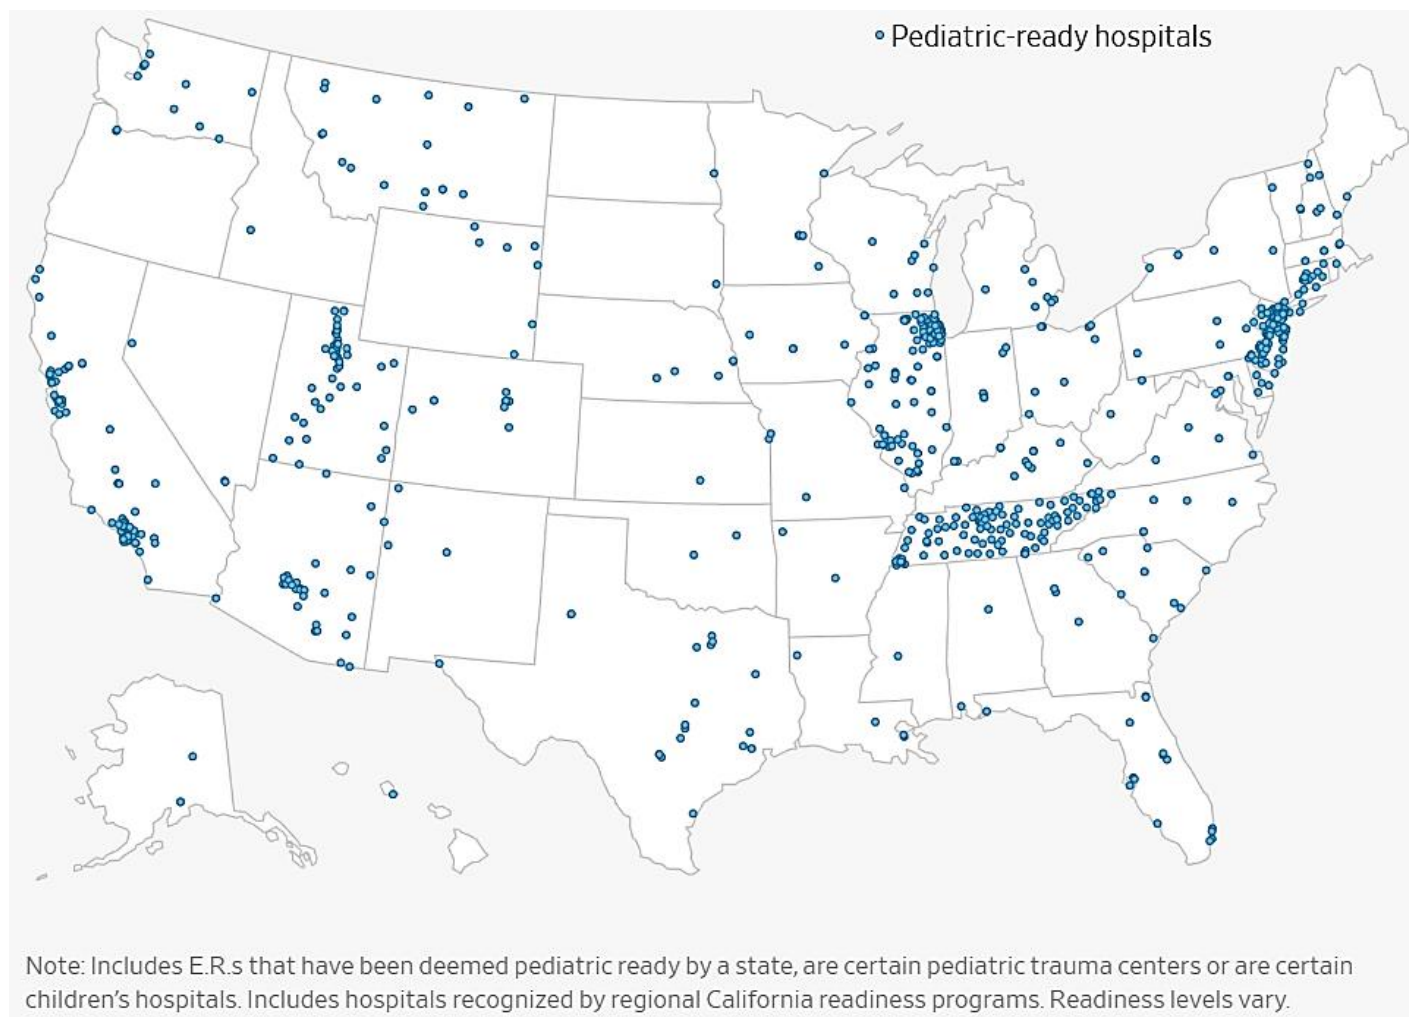 Pediatric-ready hospitals
Note: Includes E.R.s that have been deemed pediatric ready by a state, are certain pediatric trauma centers or are certain
children’s hospitals. Includes hospitals recognized by regional California readiness programs. Readiness levels vary.